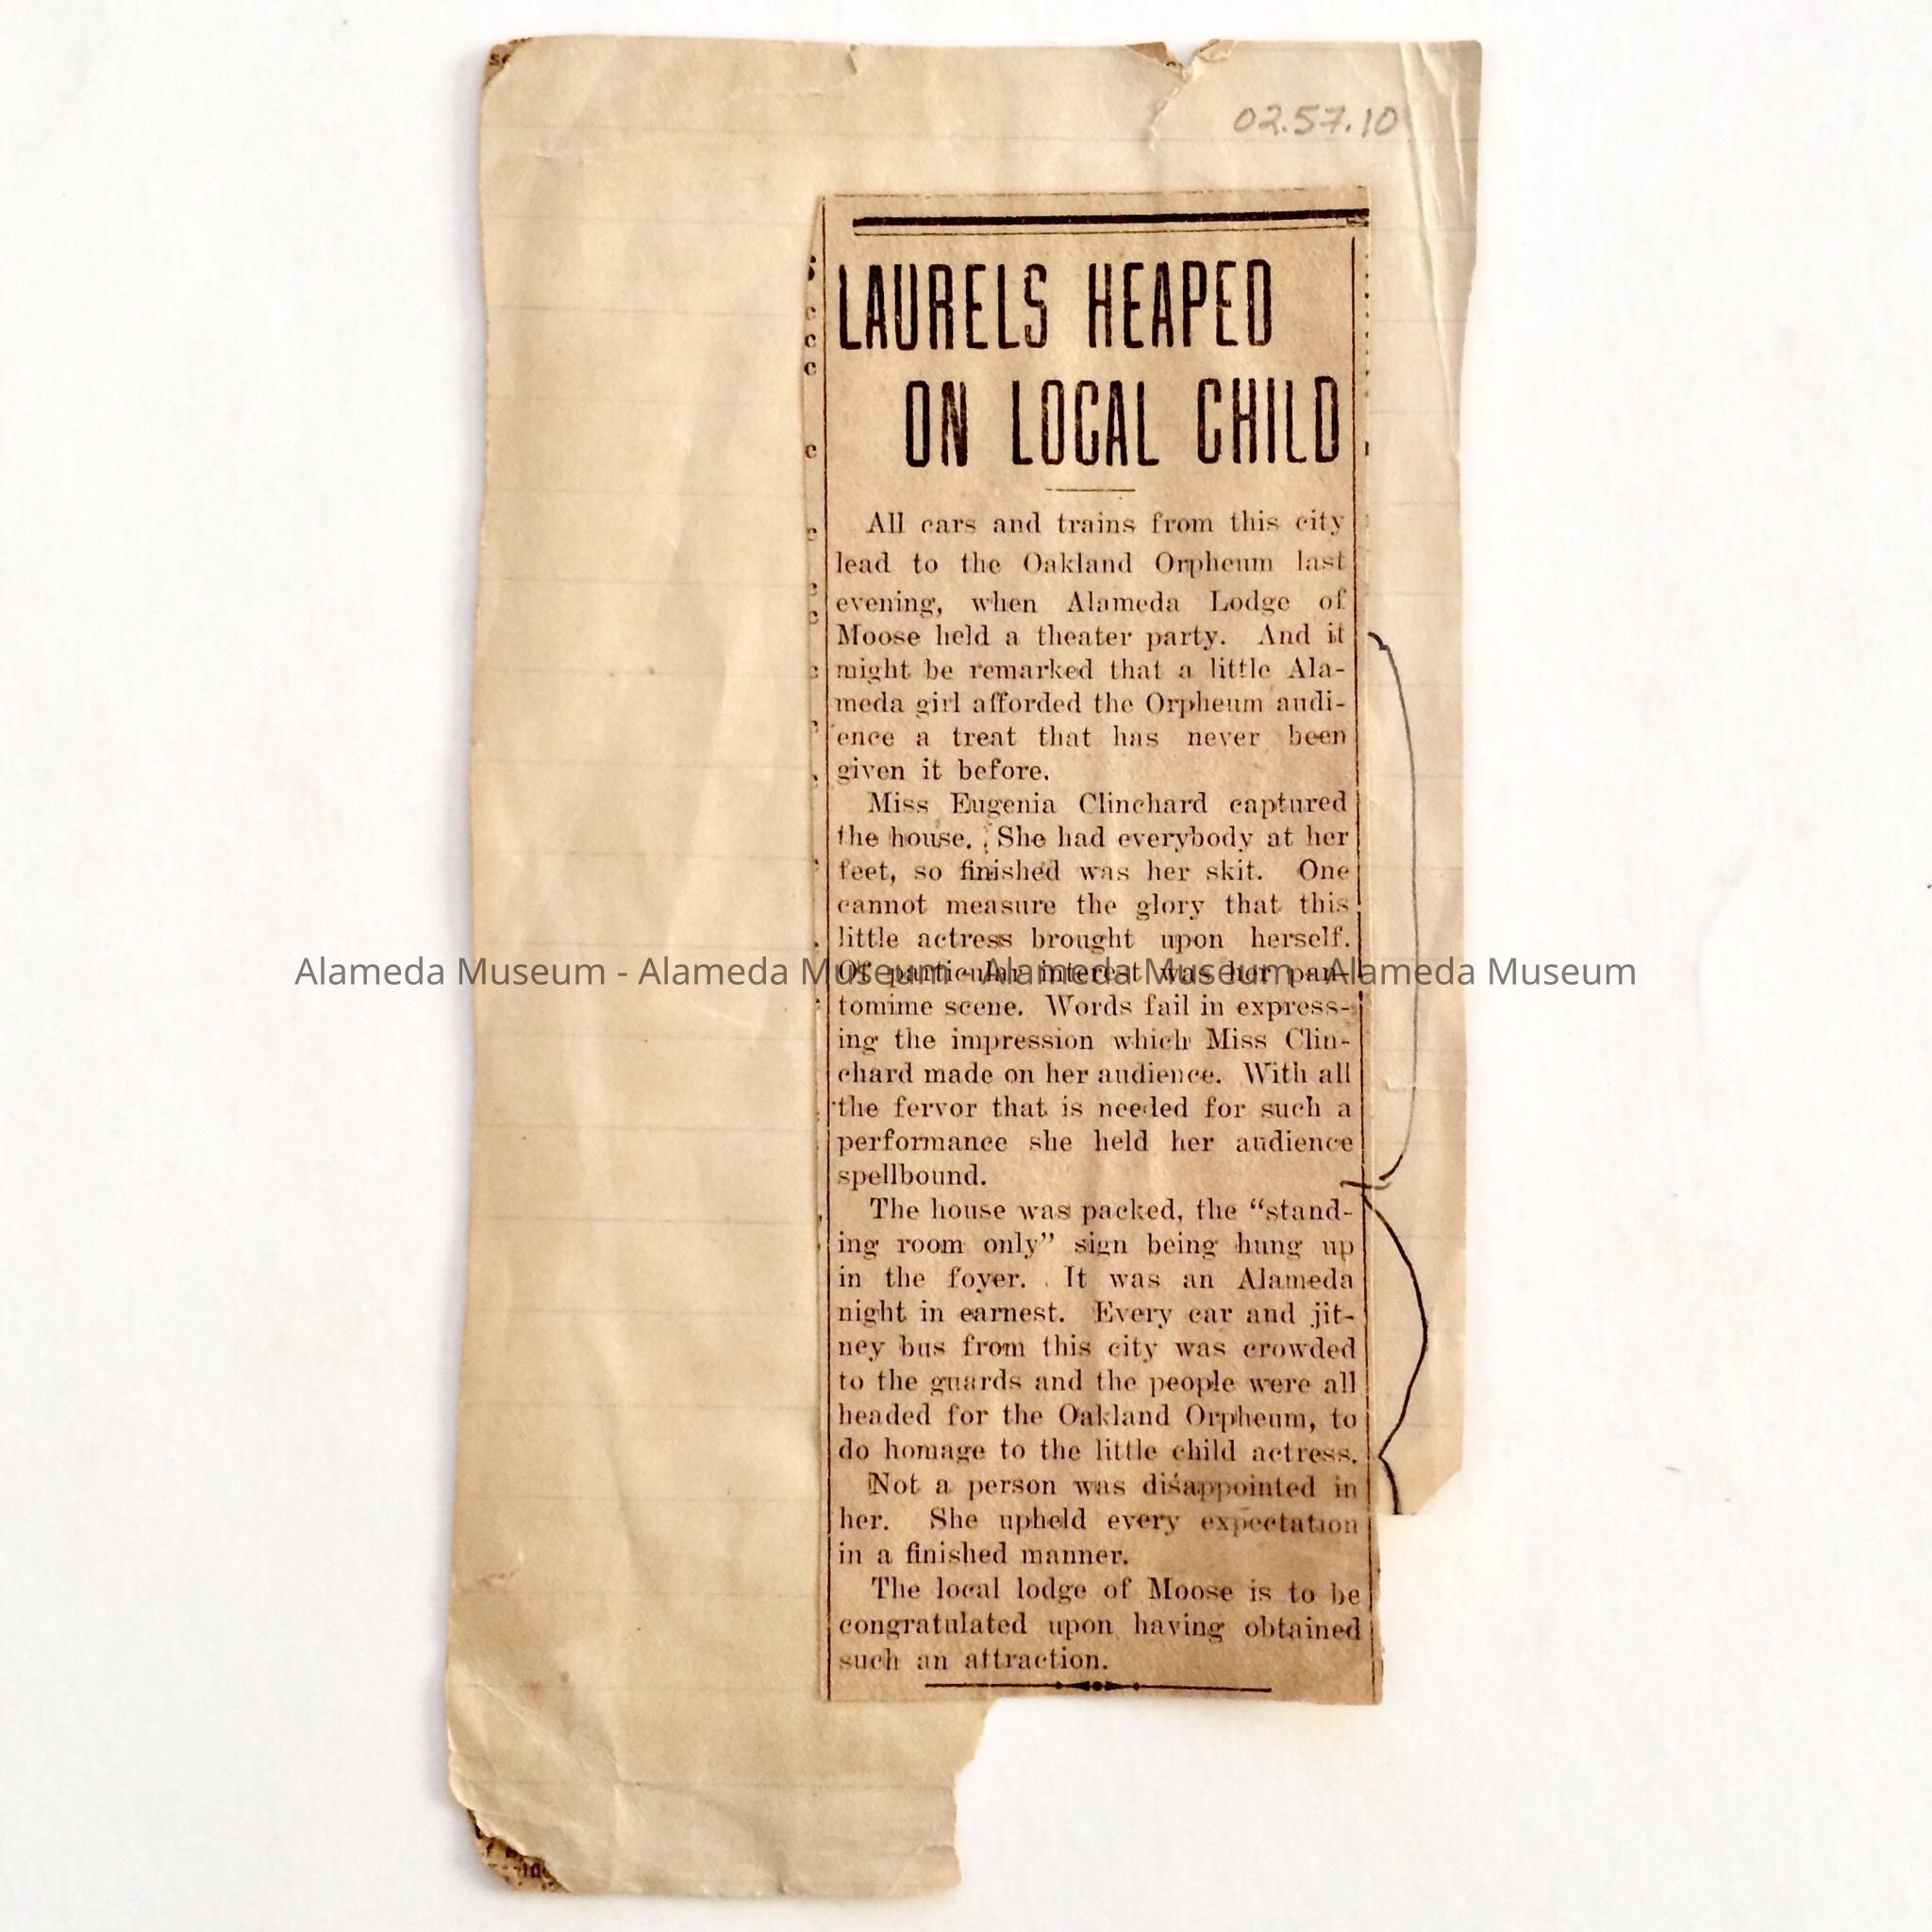 02.57.10
LAURELS HEAPED
ON LOCAL CHILD
All cars and trains from this city
lead to the Oakland Orpheum last
evening, when Alameda Lodge of
Moose held a theater party. And it
might be remarked that a little Ala-
meda girl afforded the Orpheum audi-
ence a treat that has never been
given it before.
Miss Eugenia Clinchard captured
the house. She had everybody at her
feet, so finished was her skit. One
cannot measure the glory that this
little actress brought upon herself.
Of particular interest was her pan-
Alameda Museum - Alameda Museum - Alameda Museum - Alameda Museum
tomime scene. Words fail in express-
ing the impression which Miss Clin-
chard made on her audience. With all
the fervor that is needed for such a
performance she held her audience
spellbound.
The house was packed, the “stand-
ing room only” sign being hung up
in the foyer. It was an Alameda
night in earnest. Every car and jit-
ney bus from this city was crowded
to the guards and the people were all
headed for the Oakland Orpheum, to
do homage to the little child actress.
Not a person was disappointed in
her. She upheld every expectation
in a finished manner.
The local lodge of Moose is to be
congratulated upon having obtained
such an attraction.